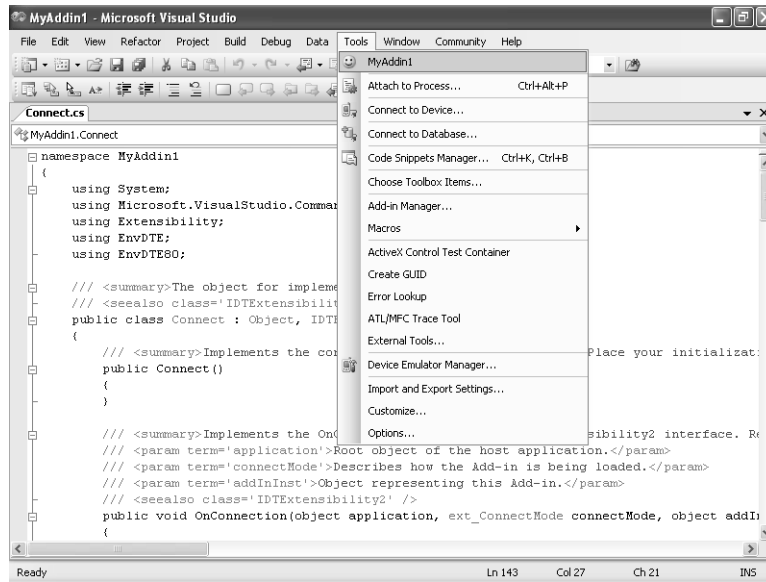 MyAddin1 - Microsoft Visual Studio
File Edit View Refactor Project Build Debug Data Tools Window Community Help
MyAddin1
Attach to Process... Ctrl+Alt+P
Connect to Device...
Connect to Database...
Code Snippets Manager... Ctrl+K, Ctrl+B
Choose Toolbox Items...
Add-in Manager...
Macros
ActiveX Control Test Container
Create GUID
Error Lookup
ATL/MFC Trace Tool
External Tools...
Device Emulator Manager...
Import and Export Settings...
Customize...
Options...
Connect.cs
MyAddin1.Connect
namespace MyAddin1
{
using System;
using Microsoft.VisualStudio.Comman
using Extensibility;
using EnvDTE;
using EnvDTE80;
/// <summary>The object for impleme
/// <seealso class='IDTExtensibilit
public class Connect : Object, IDTE
{
/// <summary>Implements the con Place your initializat
public Connect()
{
}
/// <summary>Implements the OnC sibility2 interface. Re
/// <param term='application'>Root object of the host application.</param>
/// <param term='connectMode'>Describes how the Add-in is being loaded.</param>
/// <param term='addInInst'>Object representing this Add-in.</param>
/// <seealso class='IDTExtensibility2' />
public void OnConnection(object application, ext_ConnectMode connectMode, object addIn
{
Ready Ln 143 Col 27 Ch 21 INS